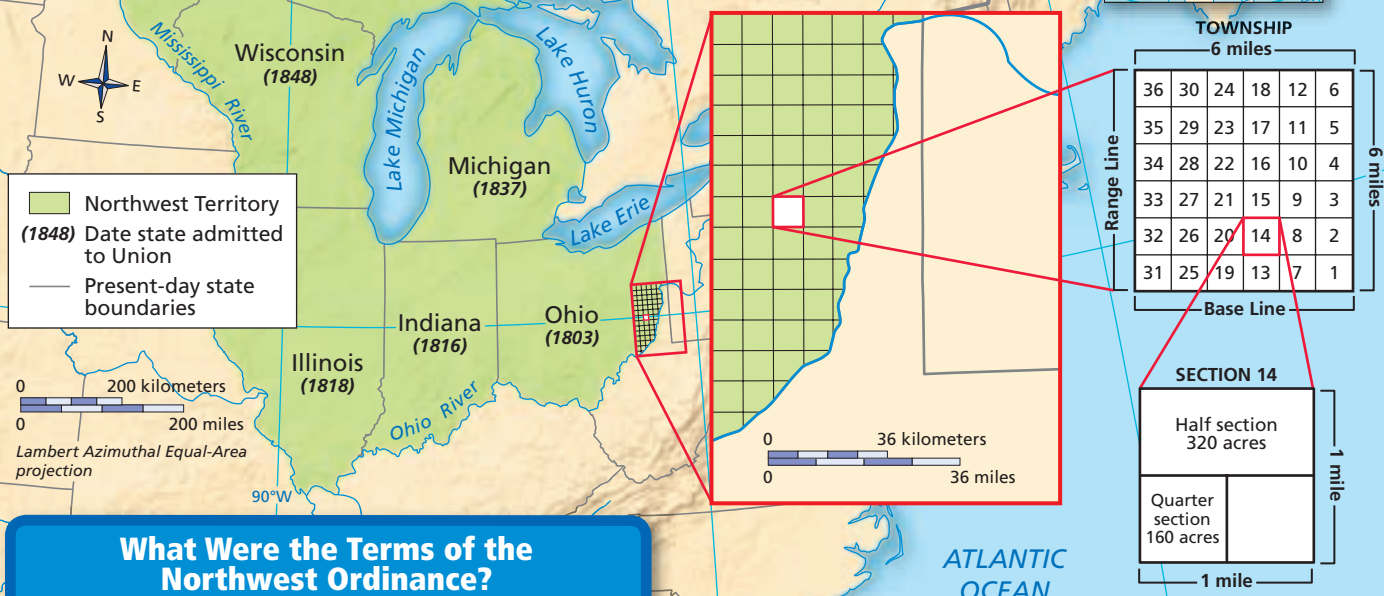 Wisconsin
(1848)
Mississippi River
Lake Michigan
Lake Huron
Michigan
(1837)
Lake Erie
N
W
E
S
Northwest Territory
(1848) Date state admitted
to Union
Present-day state
boundaries
Illinois
(1818)
Indiana
(1816)
Ohio
(1803)
Ohio River
0 200 kilometers
0 200 miles
Lambert Azimuthal Equal-Area
projection
90°W
What Were the Terms of the
Northwest Ordinance?
0 36 kilometers
0 36 miles
ATLANTIC
OCEAN
TOWNSHIP
6 miles
Range Line
36 30 24 18 12 6
35 29 23 17 11 5
34 28 22 16 10 4
33 27 21 15 9 3
32 26 20 14 8 2
31 25 19 13 7 1
6 miles
Base Line
SECTION 14
Half section
320 acres
Quarter
section
160 acres
1 mile
1 mile